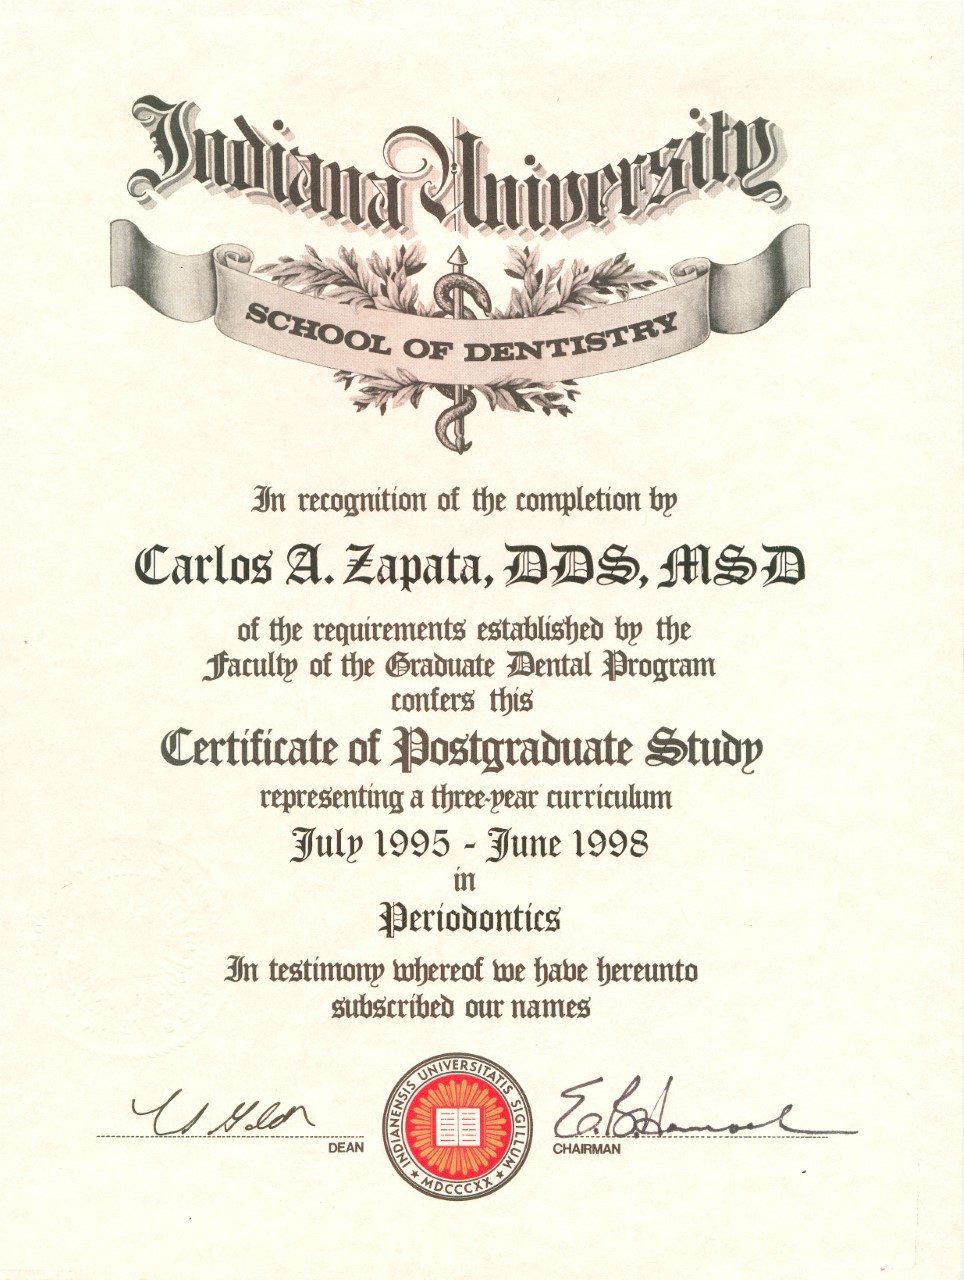 Indiana University
SCHOOL OF DENTISTRY
In recognition of the completion by
Carlos A. Zapata, DDS, MSD
of the requirements established by the
Faculty of the Graduate Dental Program
confers this
Certificate of Postgraduate Study
representing a three-year curriculum
July 1995 - June 1998
in
Periodontics
In testimony whereof we have hereunto
subscribed our names
INDIANENSIS UNIVERSITATIS SIGILLUM
MDCCCXX
DEAN
CHAIRMAN